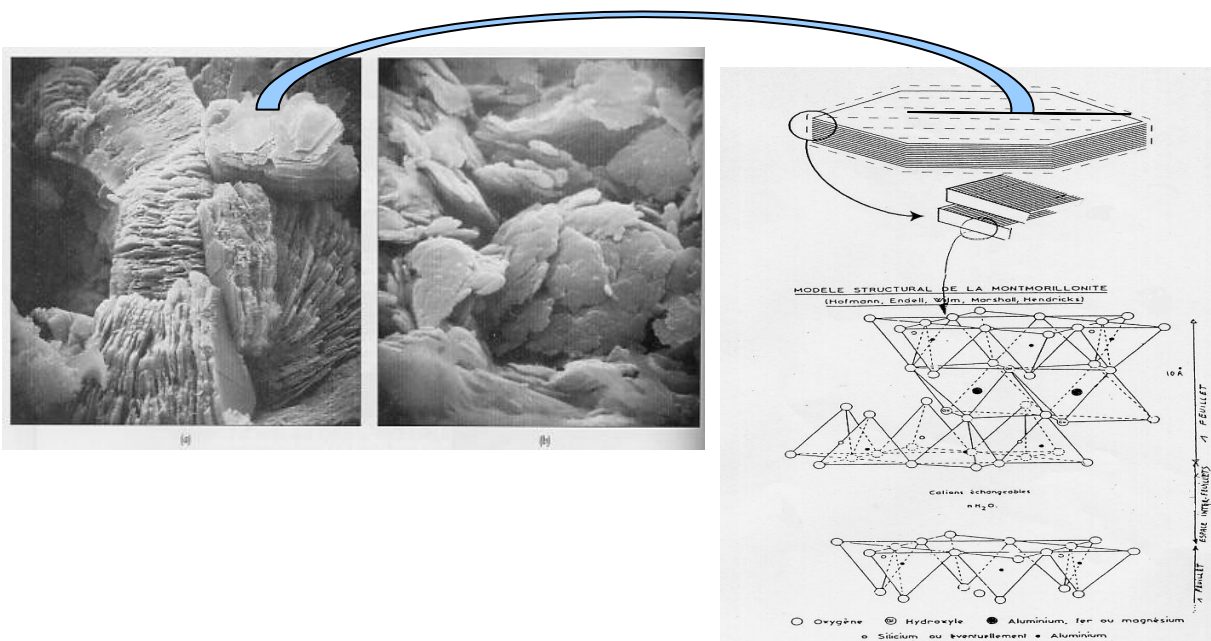 (a)
(b)
MODELE STRUCTURAL DE LA MONTMORILLONITE
(Hofmann, Endell, Wilm, Marshall, Hendricks)
10 Å
1 FEUILLET
ESPACE INTER-FEUILLETS
Cations échangeables
nH₂O.
1 FEUILLET
Oxygène Hydroxyle Aluminium, fer ou magnésium
Silicium ou éventuellement Aluminium